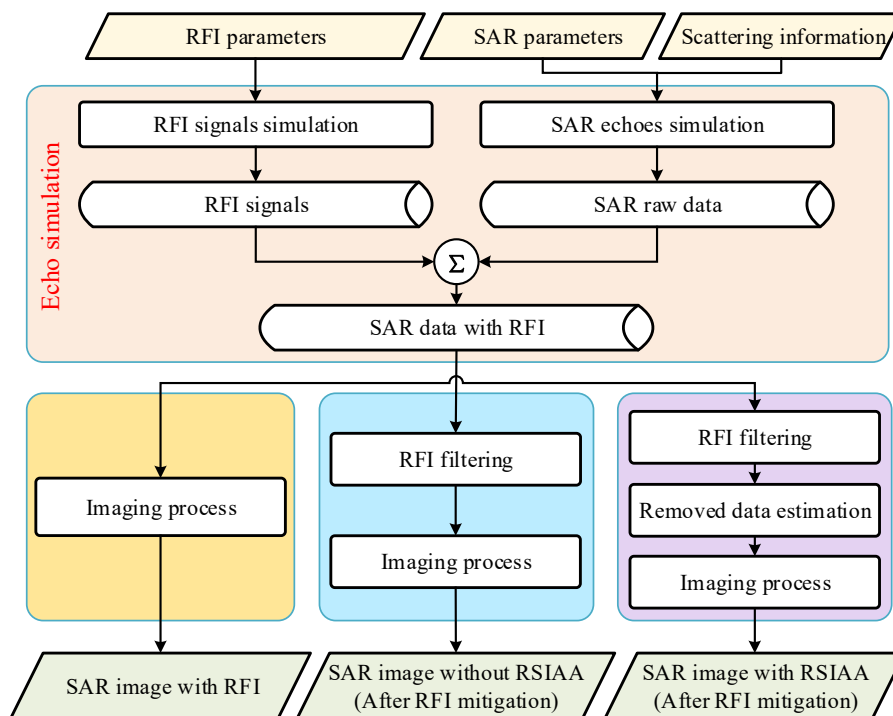 RFI parameters
SAR parameters
Scattering information
Echo simulation
RFI signals simulation
SAR echoes simulation
RFI signals
SAR raw data
Σ
SAR data with RFI
Imaging process
RFI filtering
Imaging process
RFI filtering
Removed data estimation
Imaging process
SAR image with RFI
SAR image without RSIAA
(After RFI mitigation)
SAR image with RSIAA
(After RFI mitigation)